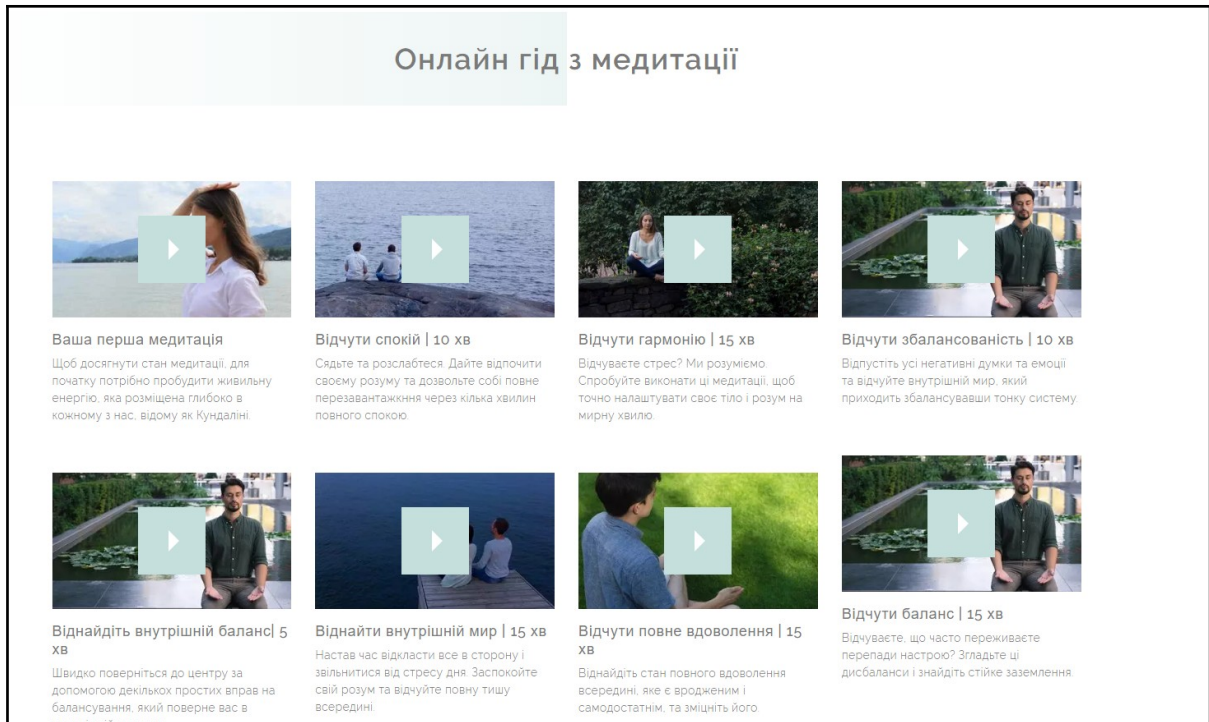 Онлайн гід з медитації
Ваша перша медитація
Щоб досягнути стан медитації, для
початку потрібно пробудити живильну
енергію, яка розміщена глибоко в
кожному з нас, відому як Кундаліні.
Відчути спокій | 10 хв
Сядьте та розслабтеся. Дайте відпочити
своєму розуму та дозвольте собі повне
перезавантажкння через кілька хвилин
повного спокою.
Відчути гармонію | 15 хв
Відчуваєте стрес? Ми розуміємо.
Спробуйте виконати ці медитації, щоб
точно налаштувати своє тіло і розум на
мирну хвилю.
Відчути збалансованість | 10 хв
Відпустіть усі негативні думки та емоції
та відчуйте внутрішній мир, який
приходить збалансувавши тонку систему.
Віднайдіть внутрішній баланс| 5
хв
Швидко поверніться до центру за
допомогою декількох простих вправ на
балансування, який поверне вас в
Віднайти внутрішній мир | 15 хв
Настав час відкласти все в сторону і
звільнитися від стресу дня. Заспокойте
свій розум та відчуйте повну тишу
всередині.
Відчути повне вдоволення | 15
хв
Віднайдіть стан повного вдоволення
всередині, яке є вродженим і
самодостатнім, та зміцніть його.
Відчути баланс | 15 хв
Відчуваєте, що часто переживаєте
перепади настрою? Згладьте ці
дисбаланси і знайдіть стійке заземлення.